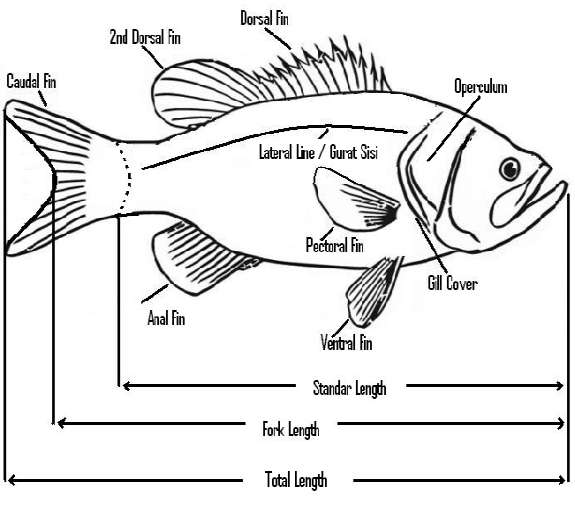 Dorsal Fin
2nd Dorsal Fin
Caudal Fin
Operculum
Lateral Line / Gurat Sisi
Pectoral Fin
Gill Cover
Anal Fin
Ventral Fin
Standar Length
Fork Length
Total Length